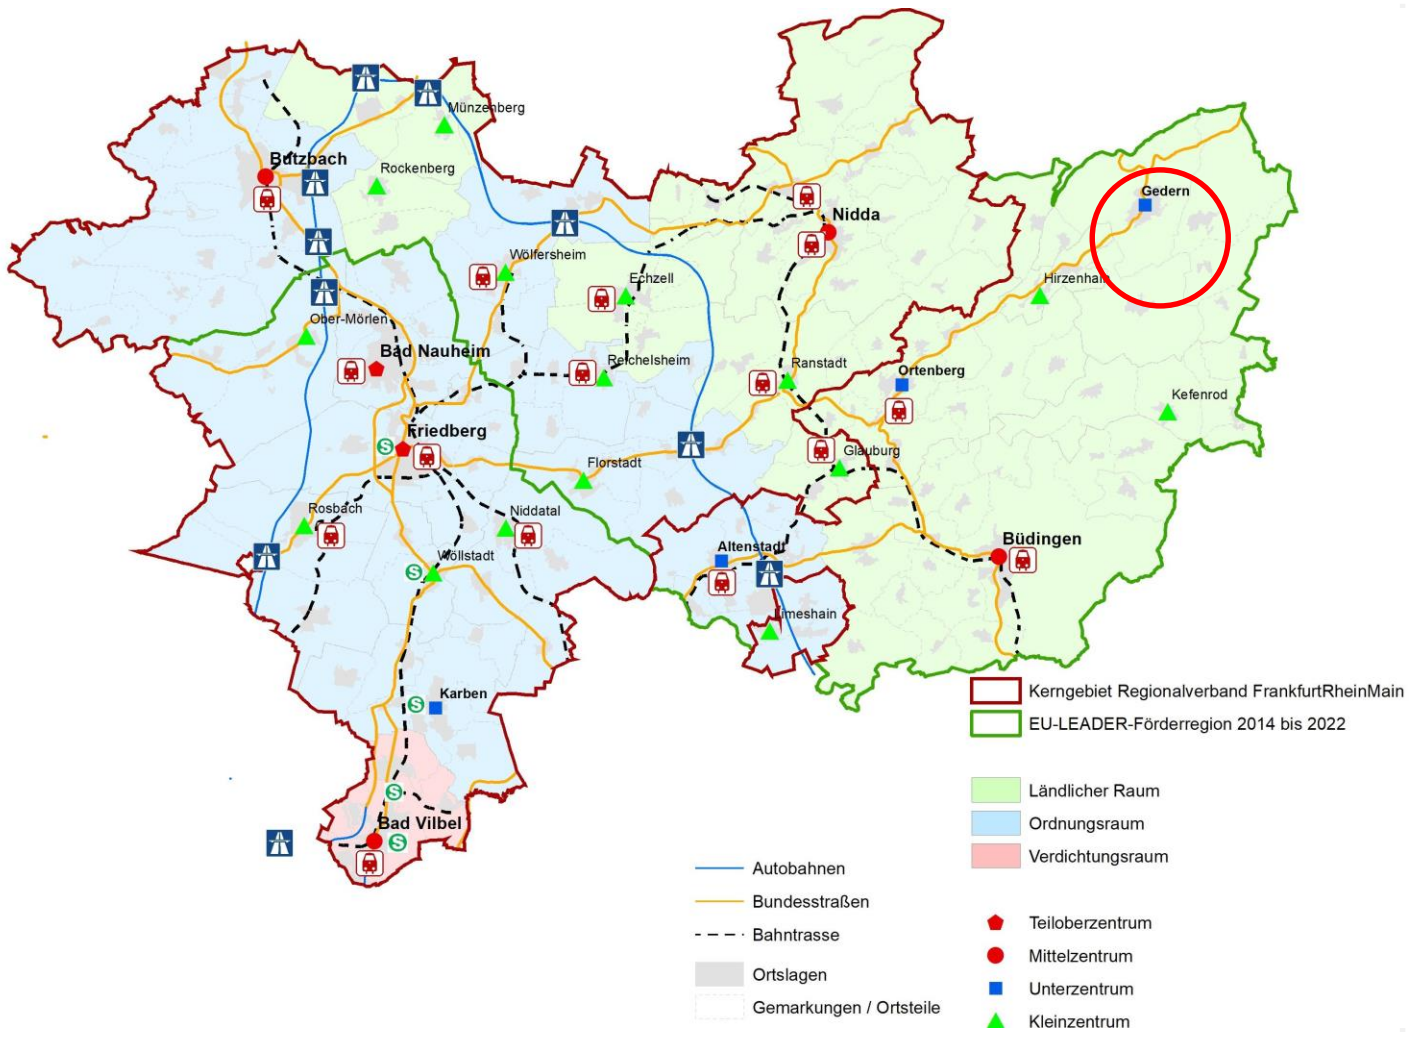 Münzenberg
Butzbach
Rockenberg
Gedern
Nidda
Wölfersheim
Echzell
Hirzenhain
Ober-Mörlen
Bad Nauheim
Reichelsheim
Ranstadt
Ortenberg
Kefenrod
Friedberg
S
Florstadt
Glauburg
Rosbach
Niddatal
Altenstadt
Büdingen
Wöllstadt
S
Limeshain
Karben
S
S
Bad Vilbel
S
Kerngebiet Regionalverband FrankfurtRheinMain
EU-LEADER-Förderregion 2014 bis 2022
Ländlicher Raum
Ordnungsraum
Verdichtungsraum
Autobahnen
Bundesstraßen
Bahntrasse
Ortslagen
Gemarkungen / Ortsteile
Teiloberzentrum
Mittelzentrum
Unterzentrum
Kleinzentrum